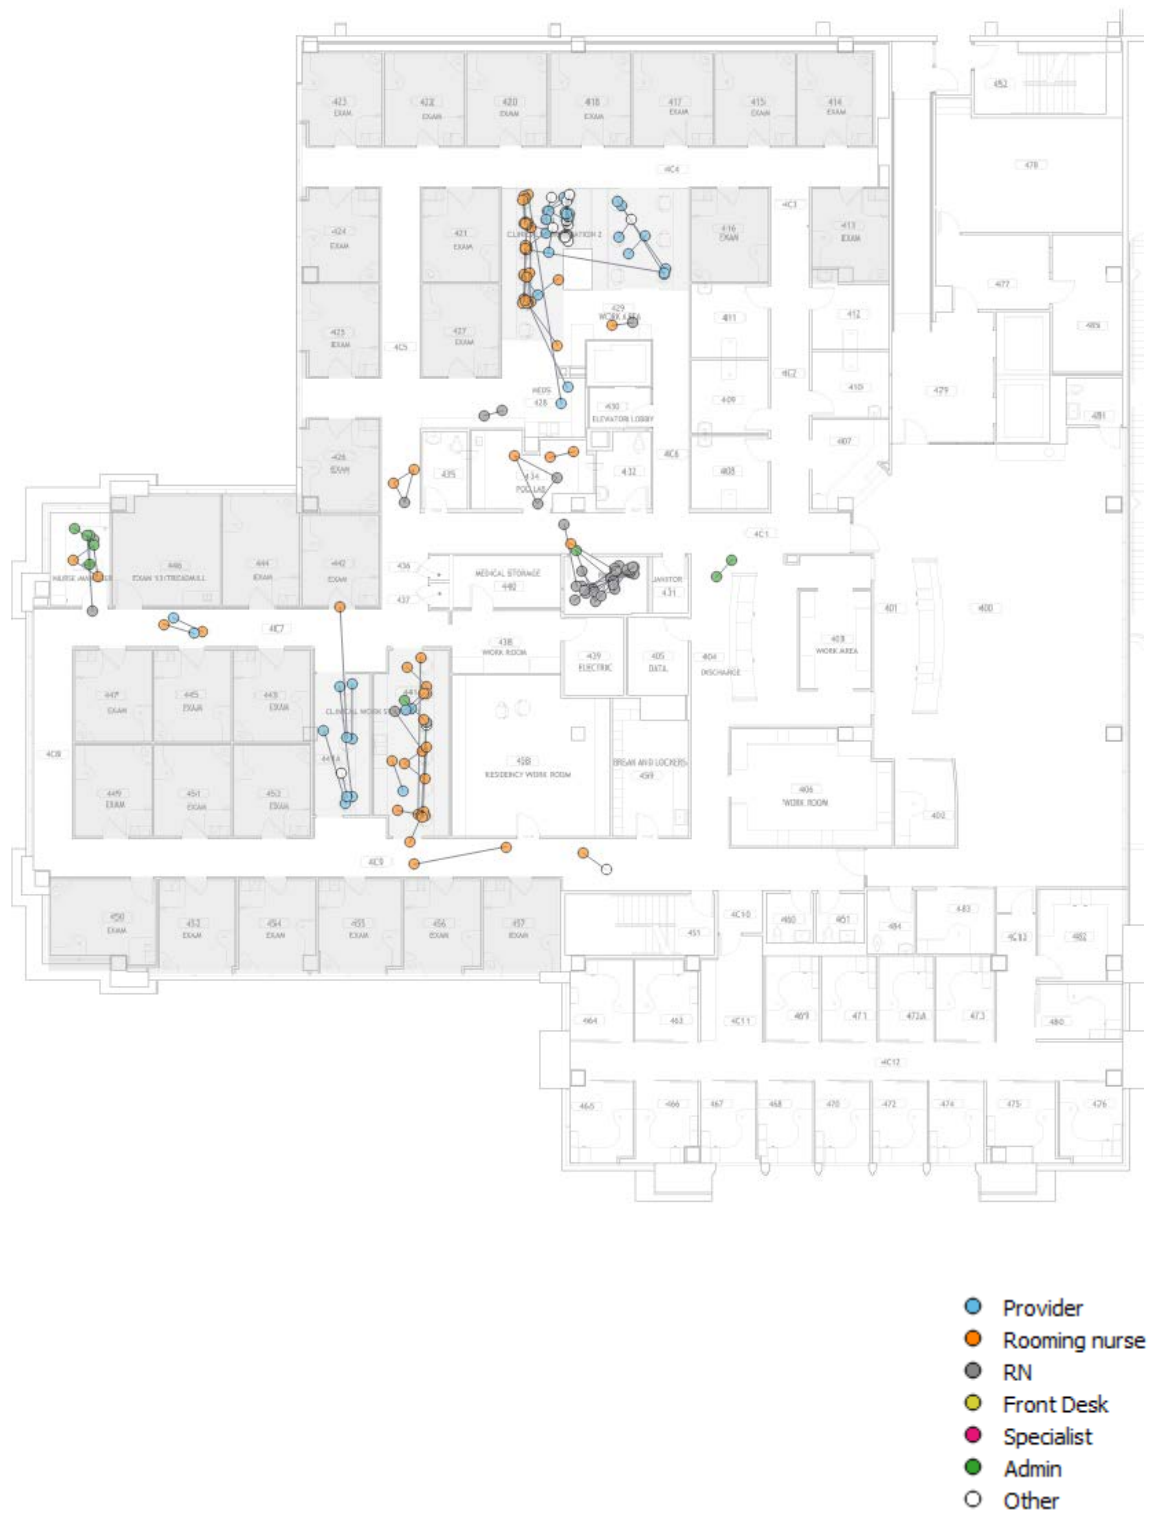 423
EXAM
422
EXAM
420
EXAM
418
EXAM
417
EXAM
415
EXAM
414
EXAM
452
478
4C4
4C3
424
EXAM
421
EXAM
416
EXAM
413
EXAM
477
485
425
EXAM
427
EXAM
429
WORK AREA
411
412
4C5
4C2
410
479
481
MEDS
428
430
ELEVATOR LOBBY
409
407
426
EXAM
435
434
POD LAB
432
4C6
408
4C1
446
EXAM 53/TREADMILL
444
EXAM
442
EXAM
436
437
MEDICAL STORAGE
440
JANITOR
431
401
400
403
WORK AREA
4C7
438
WORK ROOM
439
ELECTRIC
405
DATA
404
DISCHARGE
447
EXAM
445
EXAM
443
EXAM
4C8
458
RESIDENCY WORK ROOM
BREAK AND LOCKERS
459
449
EXAM
451
EXAM
452
EXAM
406
WORK ROOM
402
4C9
450
EXAM
453
EXAM
454
EXAM
455
EXAM
456
EXAM
457
EXAM
4C10
460
461
484
483
4C13
482
464
463
4C11
469
471
472A
473
480
4C12
465
466
467
468
470
472
474
475
476
Provider
Rooming nurse
RN
Front Desk
Specialist
Admin
Other